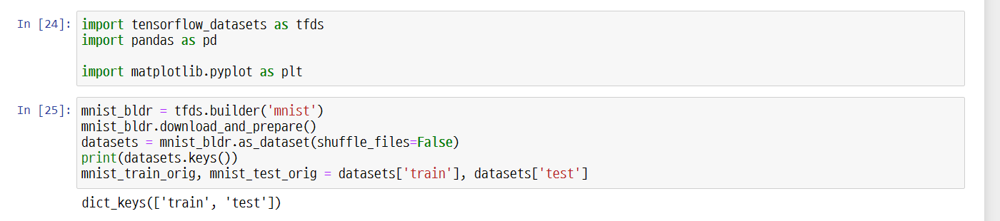 In [24]: import tensorflow_datasets as tfds
import pandas as pd
import matplotlib.pyplot as plt
In [25]: mnist_bldr = tfds.builder('mnist')
mnist_bldr.download_and_prepare()
datasets = mnist_bldr.as_dataset(shuffle_files=False)
print(datasets.keys())
mnist_train_orig, mnist_test_orig = datasets['train'], datasets['test']
dict_keys(['train', 'test'])